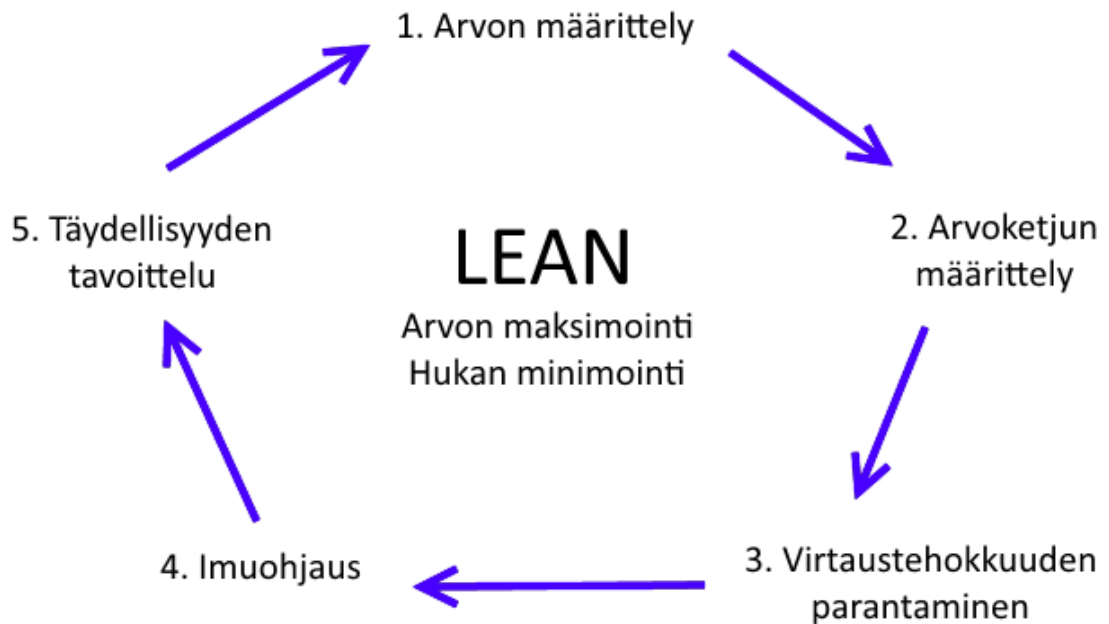 1. Arvon määrittely
2. Arvoketjun
määrittely
3. Virtaustehokkuuden
parantaminen
4. Imuohjaus
5. Täydellisyyden
tavoittelu
LEAN
Arvon maksimointi
Hukan minimointi